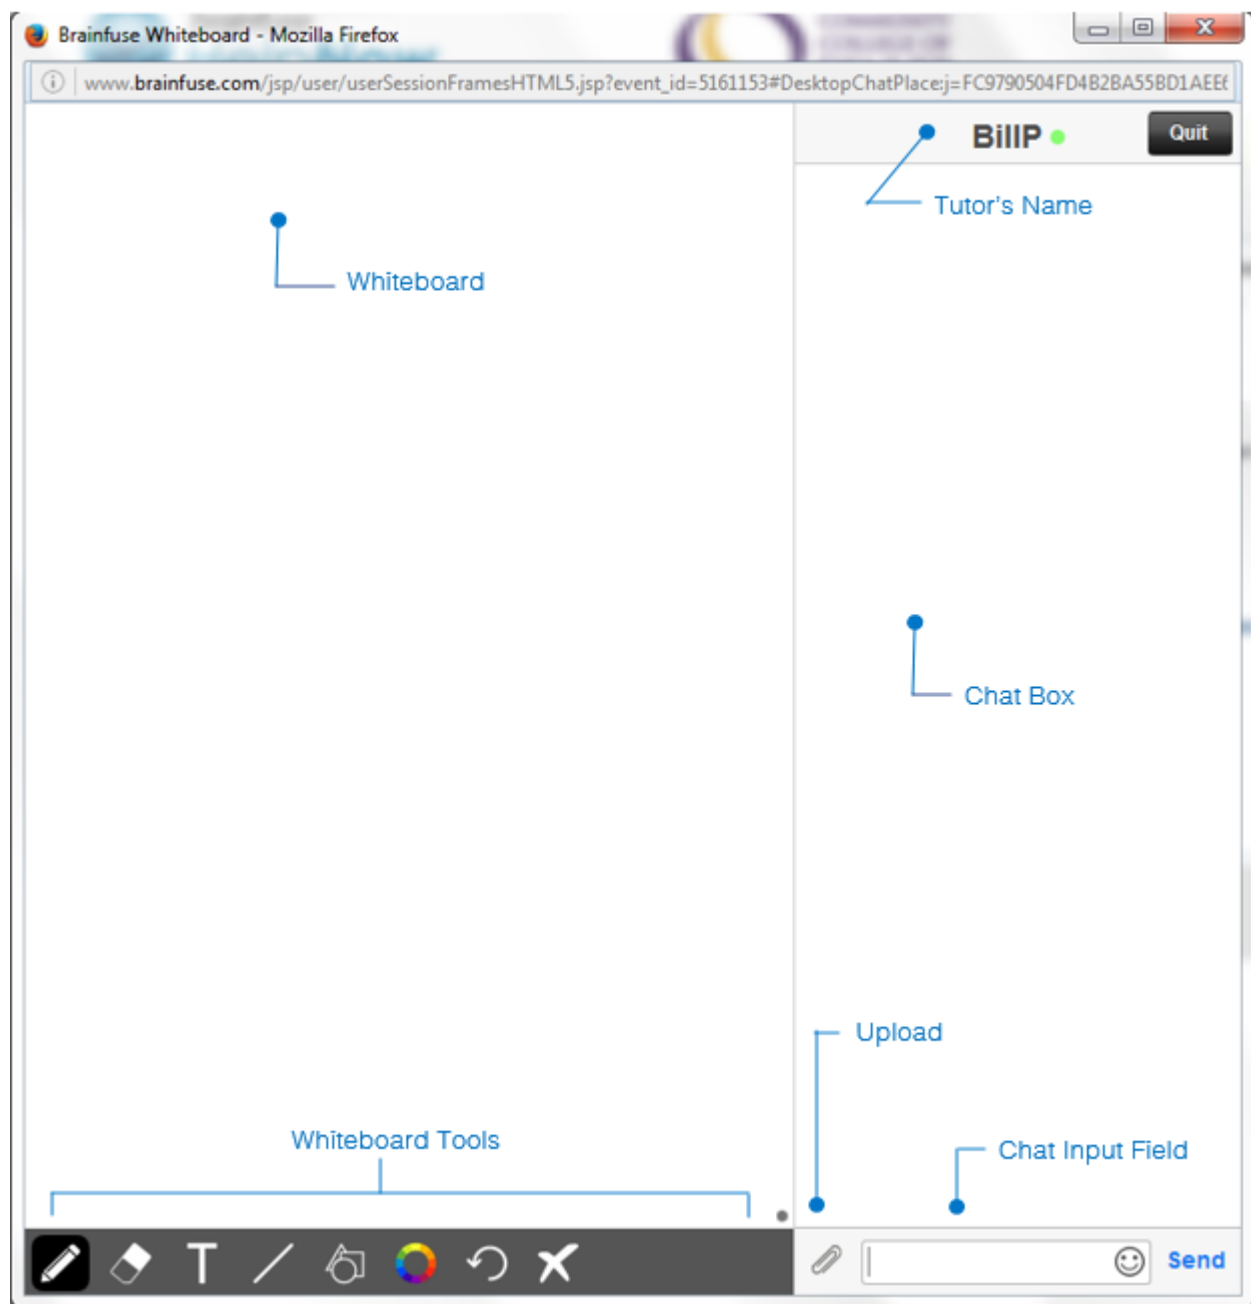 Brainfuse Whiteboard - Mozilla Firefox
www.brainfuse.com/jsp/user/userSessionFramesHTML5.jsp?event_id=5161153#DesktopChatPlace;j=FC9790504FD4B2BA55BD1AEE
BillP
Quit
Tutor's Name
Whiteboard
Chat Box
Upload
Whiteboard Tools
Chat Input Field
T
Send